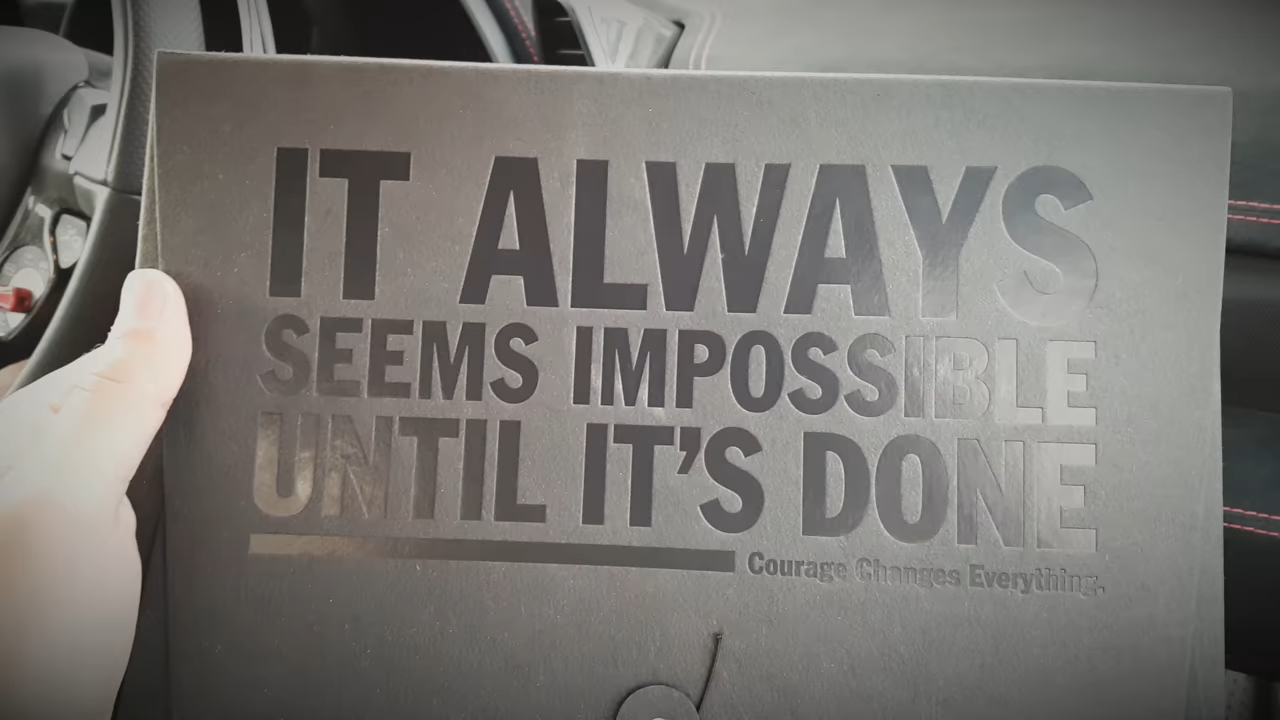 IT ALWAYS
SEEMS IMPOSSIBLE
UNTIL IT'S DONE
Courage Changes Everything.